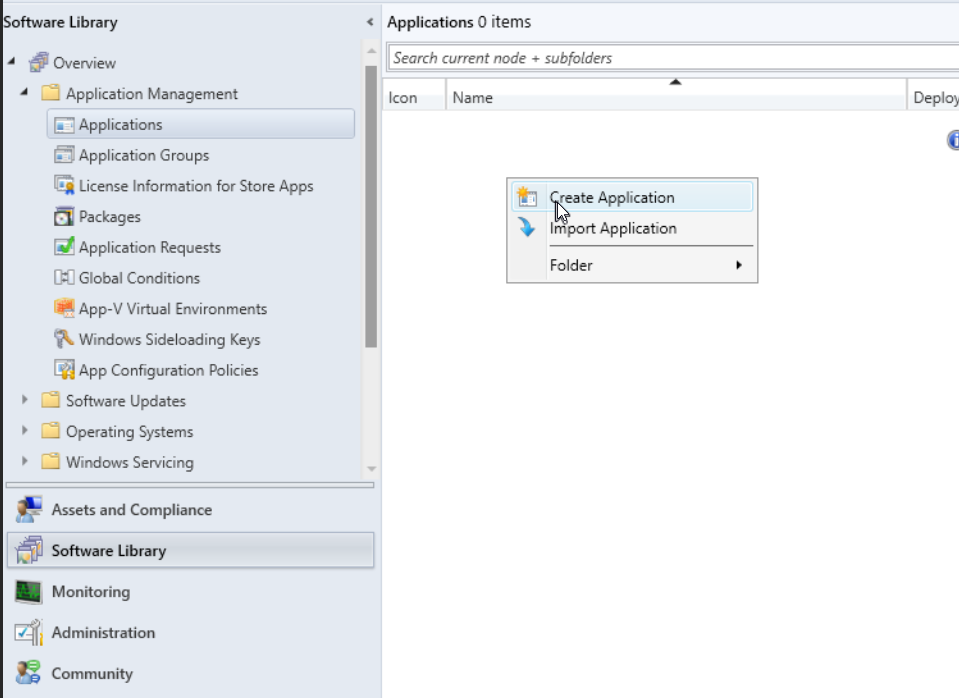 Software Library
Overview
Application Management
Applications
Application Groups
License Information for Store Apps
Packages
Application Requests
Global Conditions
App-V Virtual Environments
Windows Sideloading Keys
App Configuration Policies
Software Updates
Operating Systems
Windows Servicing
Assets and Compliance
Software Library
Monitoring
Administration
Community
Applications 0 items
Search current node + subfolders
Icon Name Deploy
Create Application
Import Application
Folder